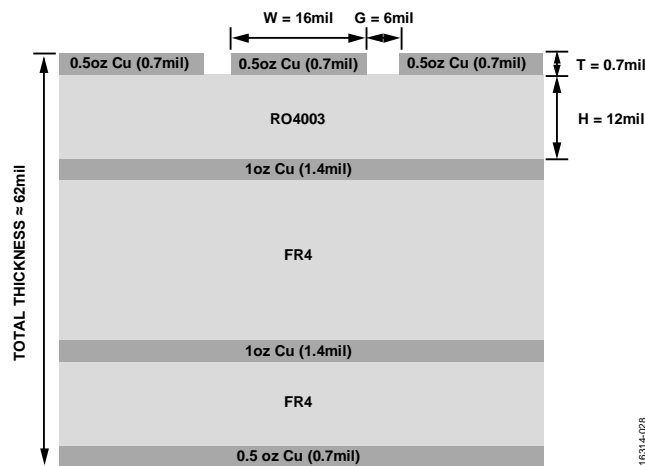 W = 16mil
G = 6mil
0.5oz Cu (0.7mil)
0.5oz Cu (0.7mil)
0.5oz Cu (0.7mil)
T = 0.7mil
RO4003
H = 12mil
1oz Cu (1.4mil)
TOTAL THICKNESS ≈ 62mil
FR4
1oz Cu (1.4mil)
FR4
0.5 oz Cu (0.7mil)
16314-028